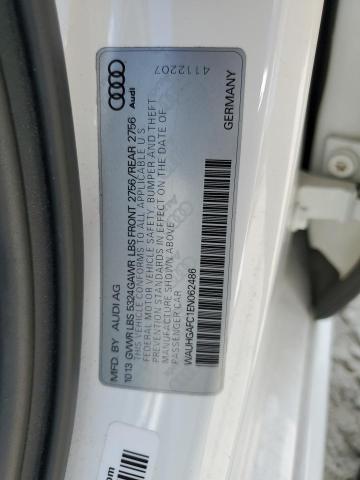 MFD. BY AUDI AG
Audi
10 13 GVWR LBS 5324GAWR LBS FRONT 2756/REAR 2756
THIS VEHICLE CONFORMS TO ALL APPLICABLE U.S
FEDERAL MOTOR VEHICLE SAFETY, BUMPER AND THEFT
PREVENTION STANDARDS IN EFFECT ON THE DATE OF
MANUFACTURE SHOWN ABOVE.
PASSENGER CAR
WAUHGAFC1EN062486
4112207
GERMANY
.com